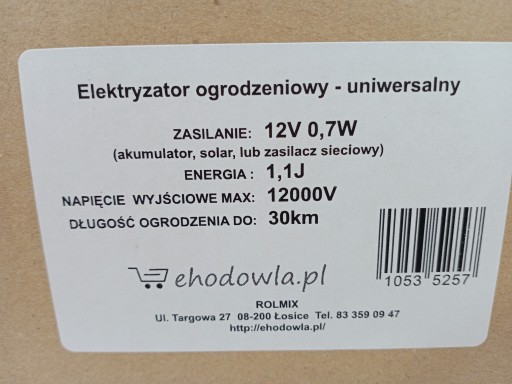 Elektryzator ogrodzeniowy - uniwersalny
ZASILANIE: 12V 0,7W
(akumulator, solar, lub zasilacz sieciowy)
ENERGIA : 1,1J
NAPIĘCIE WYJŚCIOWE MAX: 12000V
DŁUGOŚĆ OGRODZENIA DO: 30km
ehodowla.pl
1053 5257
ROLMIX
Ul. Targowa 27 08-200 Łosice Tel. 83 359 09 47
http://ehodowla.pl/